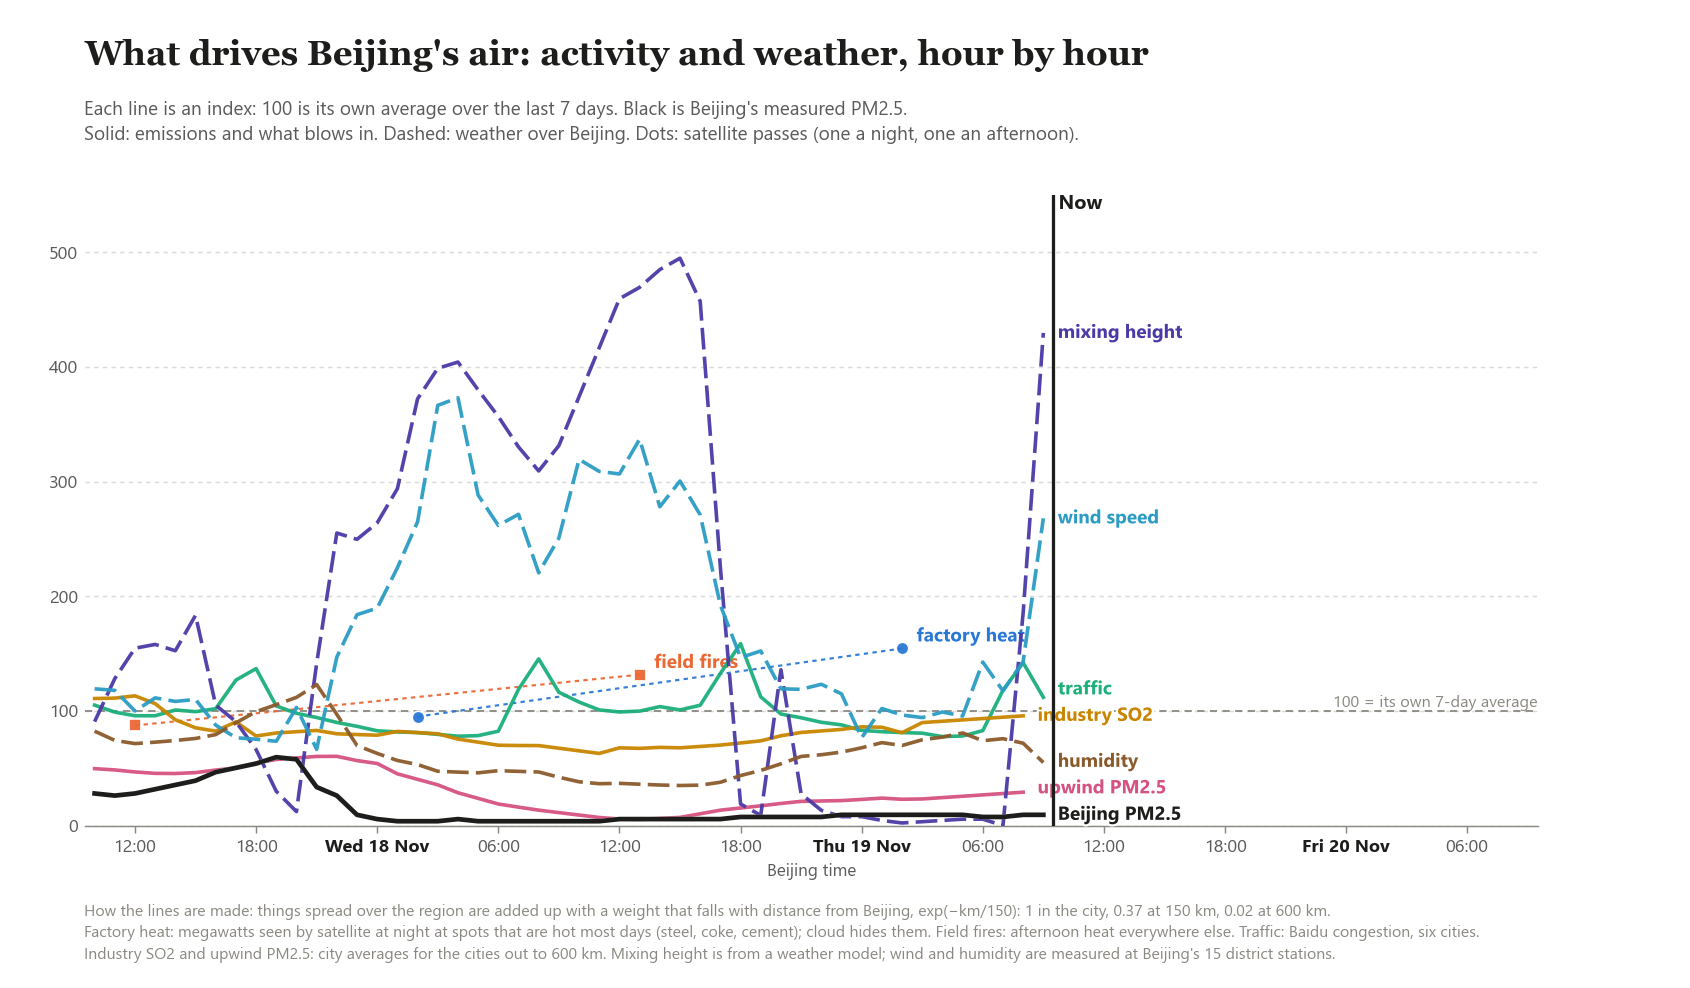 What drives Beijing's air: activity and weather, hour by hour
Each line is an index: 100 is its own average over the last 7 days. Black is Beijing's measured PM2.5.
Solid: emissions and what blows in. Dashed: weather over Beijing. Dots: satellite passes (one a night, one an afternoon).
Now
500
mixing height
400
wind speed
300
200
factory heat
field fires
traffic
100 = its own 7-day average
100
industry SO2
humidity
upwind PM2.5
Beijing PM2.5
0
12:00 18:00 Wed 18 Nov 06:00 12:00 18:00 Thu 19 Nov 06:00 12:00 18:00 Fri 20 Nov 06:00
Beijing time
How the lines are made: things spread over the region are added up with a weight that falls with distance from Beijing, exp(−km/150): 1 in the city, 0.37 at 150 km, 0.02 at 600 km.
Factory heat: megawatts seen by satellite at night at spots that are hot most days (steel, coke, cement); cloud hides them. Field fires: afternoon heat everywhere else. Traffic: Baidu congestion, six cities.
Industry SO2 and upwind PM2.5: city averages for the cities out to 600 km. Mixing height is from a weather model; wind and humidity are measured at Beijing's 15 district stations.